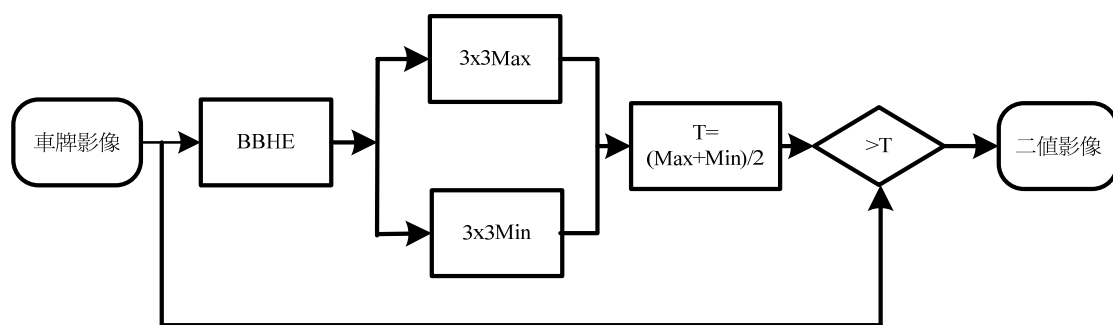 車牌影像
BBHE
3x3Max
3x3Min
T=
(Max+Min)/2
>T
二值影像